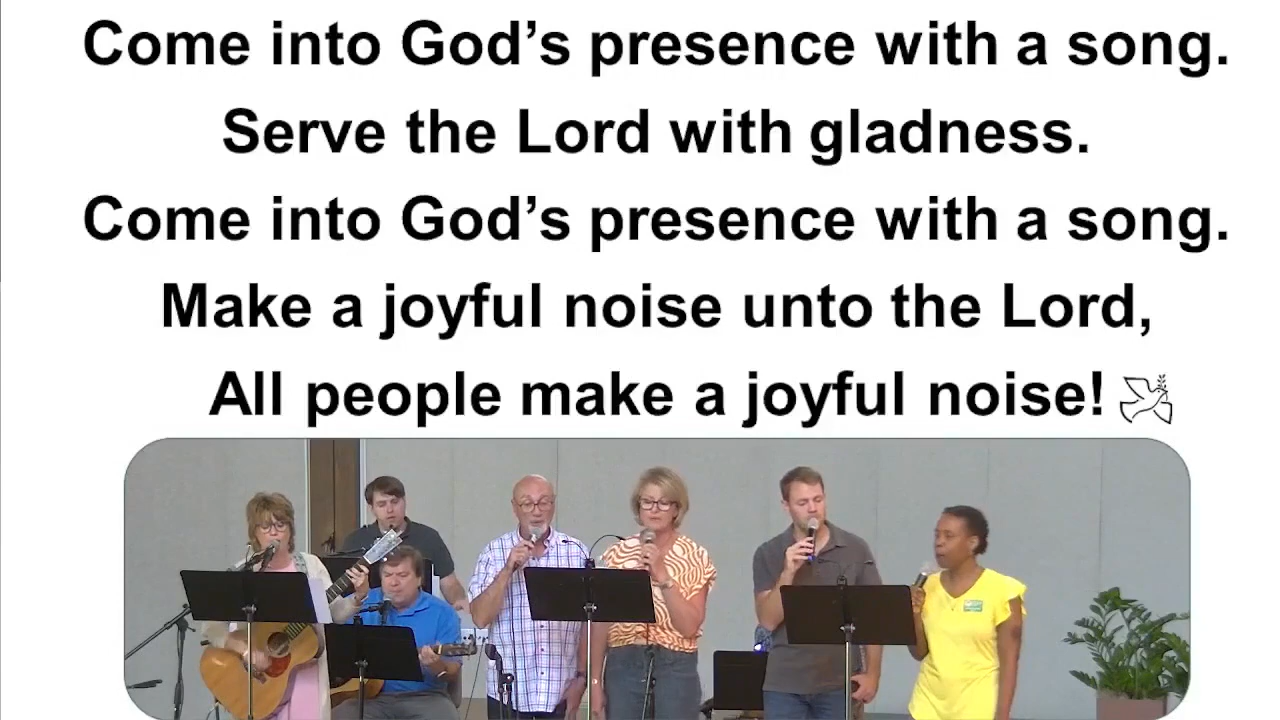 Come into God’s presence with a song.
Serve the Lord with gladness.
Come into God’s presence with a song.
Make a joyful noise unto the Lord,
All people make a joyful noise!